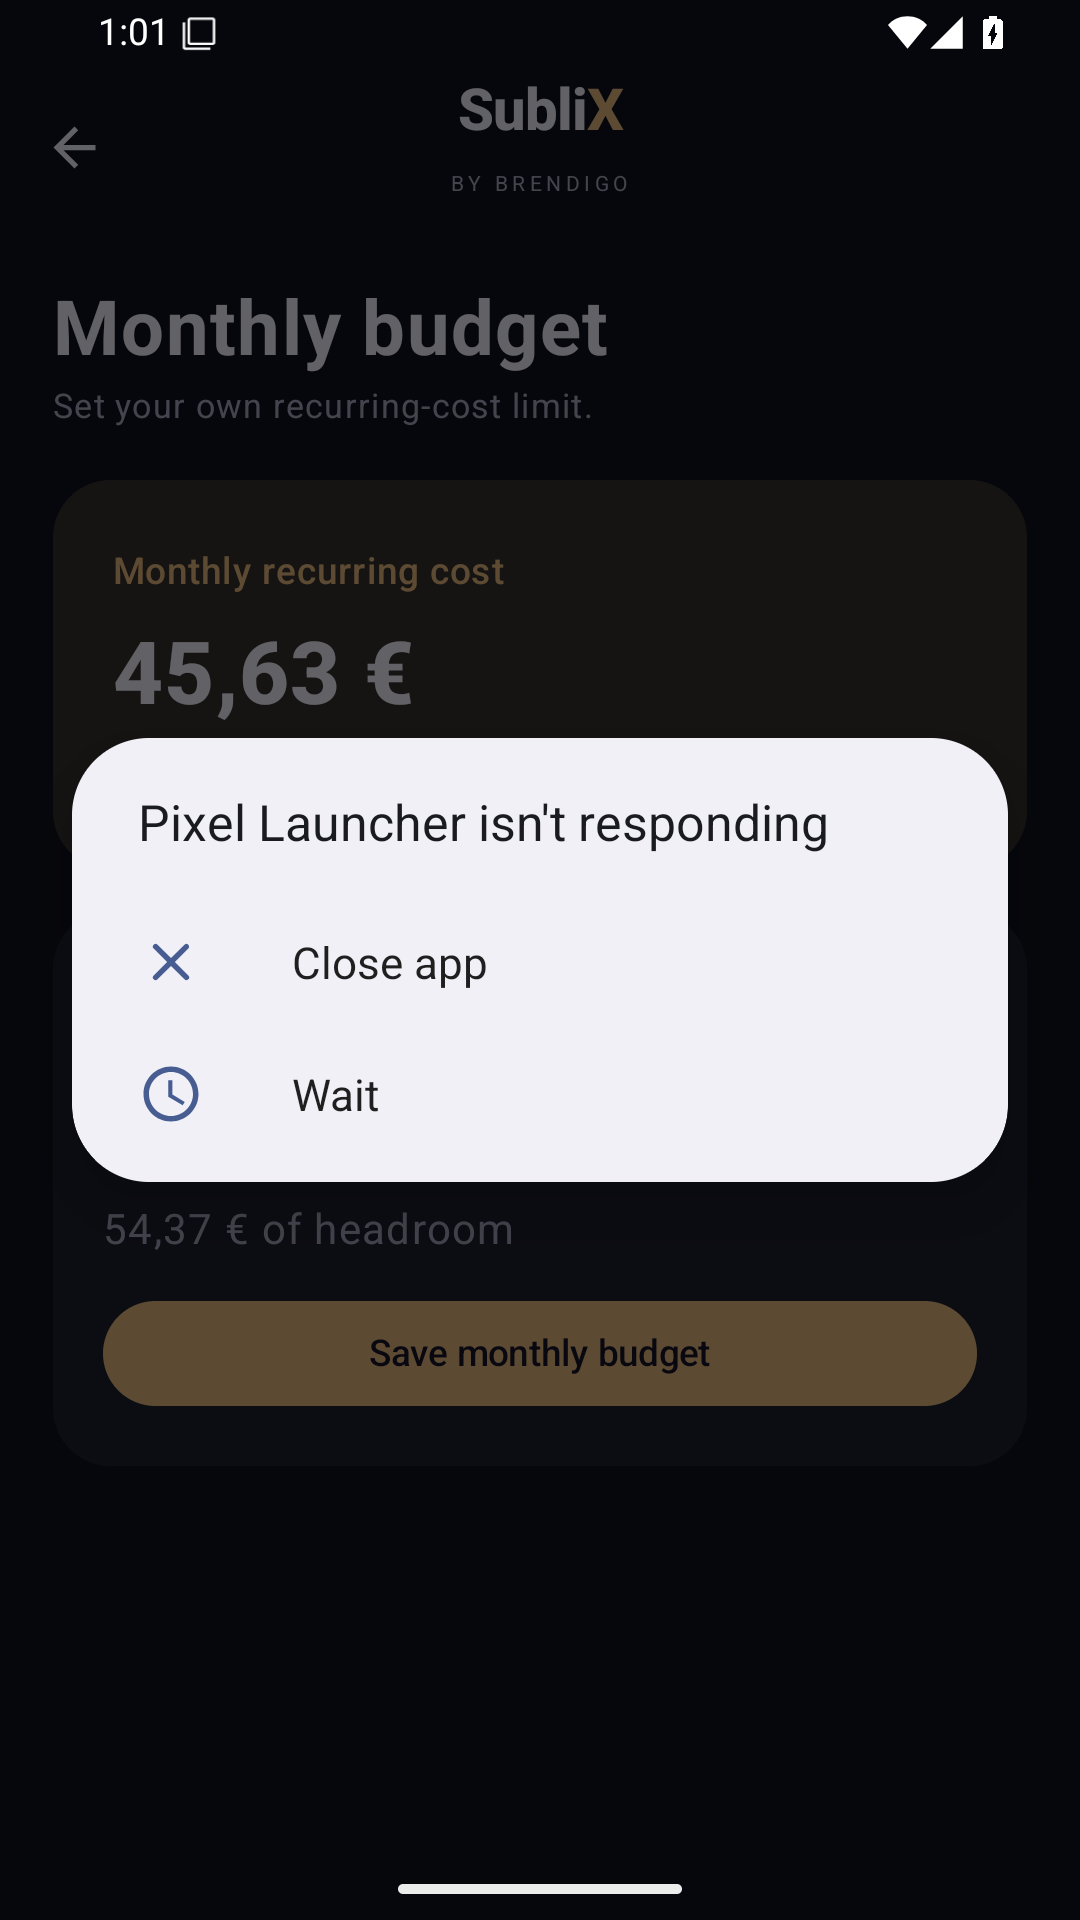 1:01
SubliX
BY BRENDIGO
Monthly budget
Set your own recurring-cost limit.
Monthly recurring cost
45,63 €
Pixel Launcher isn't responding
Close app
Wait
54,37 € of headroom
Save monthly budget